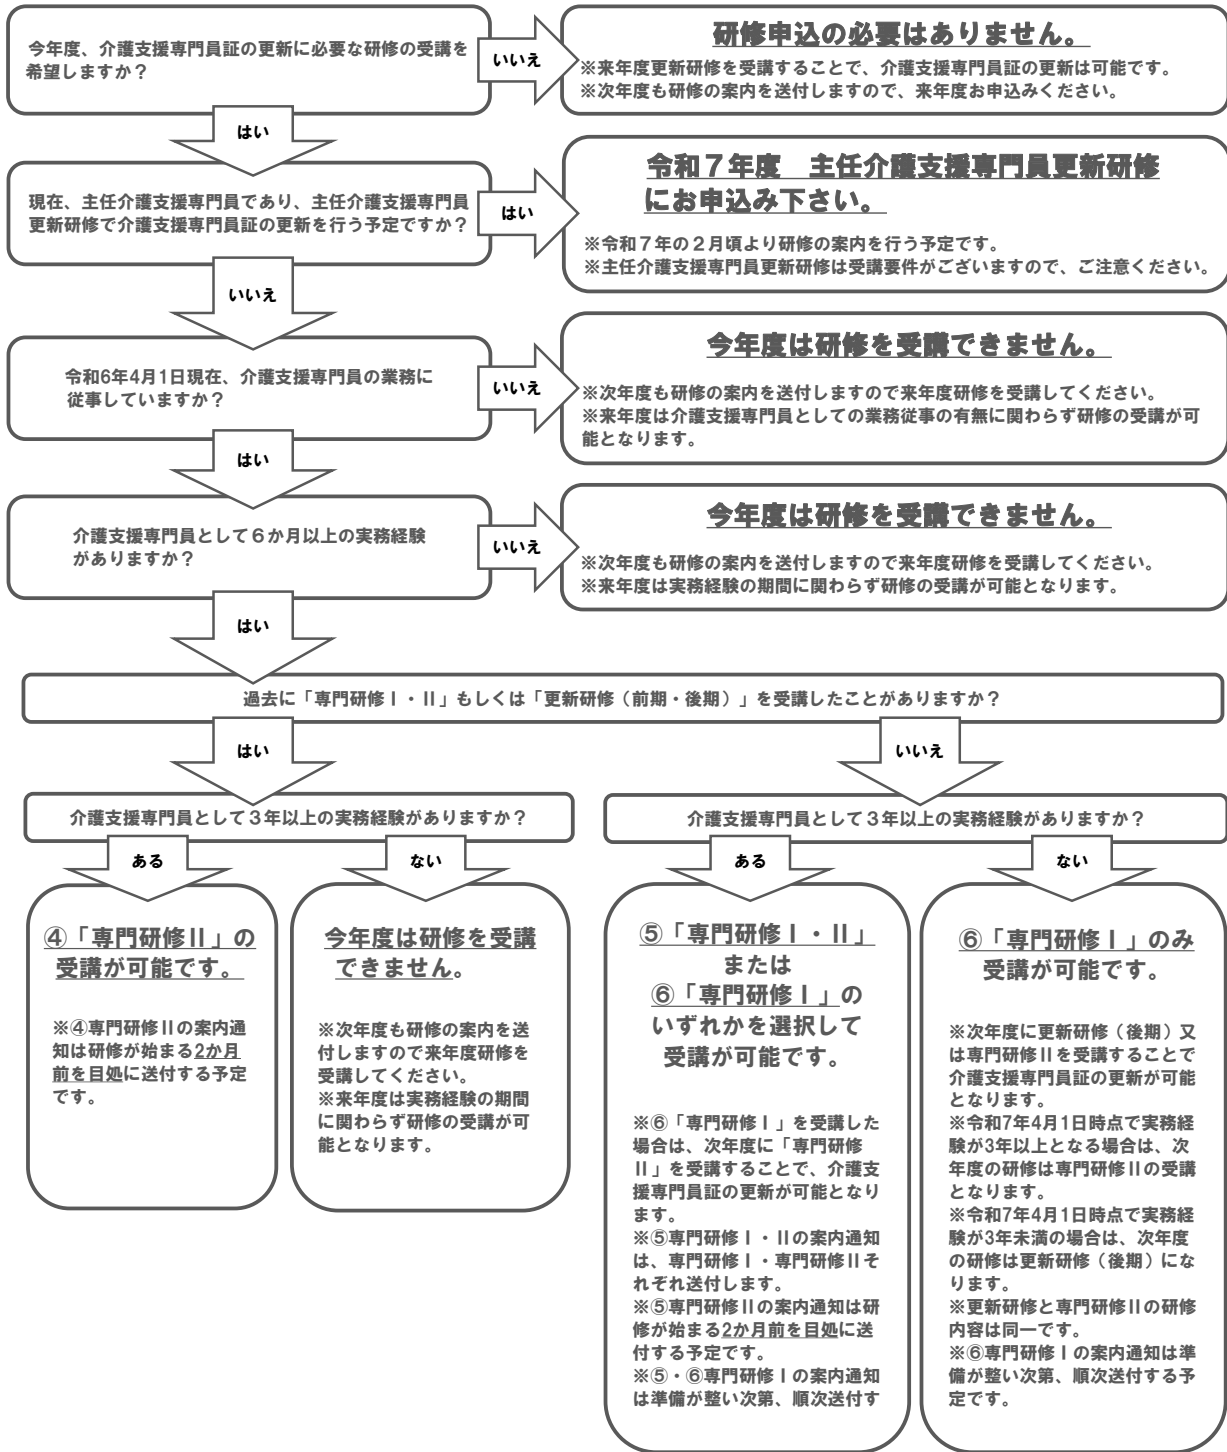 今年度、介護支援専門員証の更新に必要な研修の受講を
希望しますか？
いいえ
研修申込の必要はありません。
※来年度更新研修を受講することで、介護支援専門員証の更新は可能です。
※次年度も研修の案内を送付しますので、来年度お申込みください。
はい
現在、主任介護支援専門員であり、主任介護支援専門員
更新研修で介護支援専門員証の更新を行う予定ですか？
はい
令和７年度　主任介護支援専門員更新研修
にお申込み下さい。
※令和７年の２月頃より研修の案内を行う予定です。
※主任介護支援専門員更新研修は受講要件がございますので、ご注意ください。
いいえ
令和6年4月1日現在、介護支援専門員の業務に
従事していますか？
いいえ
今年度は研修を受講できません。
※次年度も研修の案内を送付しますので来年度研修を受講してください。
※来年度は介護支援専門員としての業務従事の有無に関わらず研修の受講が可
能となります。
はい
介護支援専門員として６か月以上の実務経験
がありますか？
いいえ
今年度は研修を受講できません。
※次年度も研修の案内を送付しますので来年度研修を受講してください。
※来年度は実務経験の期間に関わらず研修の受講が可能となります。
はい
過去に「専門研修Ⅰ・Ⅱ」もしくは「更新研修（前期・後期）」を受講したことがありますか？
はい
いいえ
介護支援専門員として３年以上の実務経験がありますか？
ある
ない
④「専門研修Ⅱ」の
受講が可能です。
※④専門研修Ⅱの案内通
知は研修が始まる2か月
前を目処に送付する予定
です。
今年度は研修を受講
できません。
※次年度も研修の案内を送
付しますので来年度研修を
受講してください。
※来年度は実務経験の期間
に関わらず研修の受講が可
能となります。
介護支援専門員として３年以上の実務経験がありますか？
ある
ない
⑤「専門研修Ⅰ・Ⅱ」
または
⑥「専門研修Ⅰ」の
いずれかを選択して
受講が可能です。
※⑥「専門研修Ⅰ」を受講した
場合は、次年度に「専門研修
Ⅱ」を受講することで、介護支
援専門員証の更新が可能となり
ます。
※⑤専門研修Ⅰ・Ⅱの案内通知
は、専門研修Ⅰ・専門研修Ⅱそ
れぞれ送付します。
※⑤専門研修Ⅱの案内通知は研
修が始まる2か月前を目処に送
付する予定です。
※⑤・⑥専門研修Ⅰの案内通知
は準備が整い次第、順次送付す
⑥「専門研修Ⅰ」のみ
受講が可能です。
※次年度に更新研修（後期）又
は専門研修Ⅱを受講することで
介護支援専門員証の更新が可能
となります。
※令和7年4月1日時点で実務経
験が3年以上となる場合は、次
年度の研修は専門研修Ⅱの受講
となります。
※令和7年4月1日時点で実務経
験が3年未満の場合は、次年度
の研修は更新研修（後期）にな
ります。
※更新研修と専門研修Ⅱの研修
内容は同一です。
※⑥専門研修Ⅰの案内通知は準
備が整い次第、順次送付する予
定です。